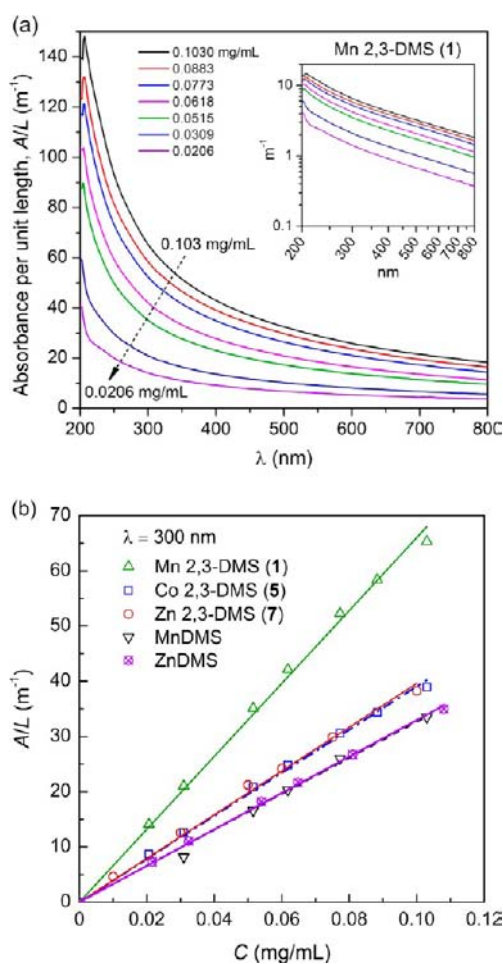 (a)
Absorbance per unit length, A/L (m⁻¹)
140
120
100
80
60
40
20
0
0.1030 mg/mL
0.0883
0.0773
0.0618
0.0515
0.0309
0.0206
Mn 2,3-DMS (1)
10
1
0.1
m⁻¹
200 300 400 500 600 700 800
nm
0.103 mg/mL
0.0206 mg/mL
200 300 400 500 600 700 800
λ (nm)
(b)
A/L (m⁻¹)
70
60
50
40
30
20
10
0
λ = 300 nm
Mn 2,3-DMS (1)
Co 2,3-DMS (5)
Zn 2,3-DMS (7)
MnDMS
ZnDMS
0.00 0.02 0.04 0.06 0.08 0.10 0.12
C (mg/mL)